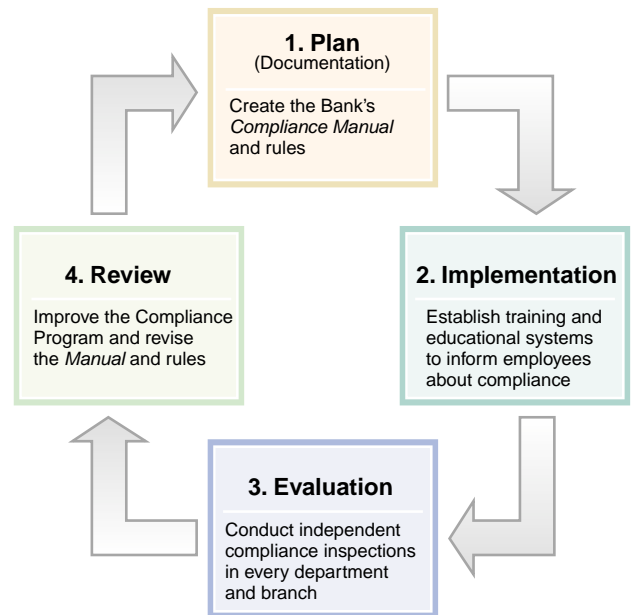 1. Plan
(Documentation)
Create the Bank's
Compliance Manual
and rules
2. Implementation
Establish training and
educational systems
to inform employees
about compliance
3. Evaluation
Conduct independent
compliance inspections
in every department
and branch
4. Review
Improve the Compliance
Program and revise
the Manual and rules